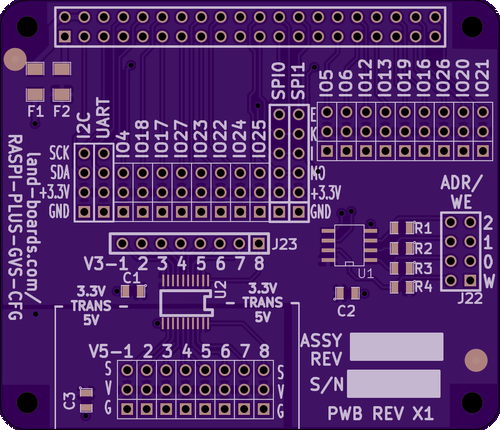 F1 F2
I2C
UART
IO4
IO18
IO17
IO27
IO23
IO22
IO24
IO25
SPI0
SPI1
IO5
IO6
IO12
IO13
IO19
IO16
IO26
IO20
IO21
SCK
SDA
+3.3V
GND
+3.3V
GND
land-boards.com/
RASPI-PLUS-GVS-CFG
ADR/
WE
2
1
0
W
J22
R1
R2
R3
R4
U1
C2
J23
V3-1 2 3 4 5 6 7 8
C1
U2
3.3V
TRANS
5V
3.3V
TRANS
5V
V5-1 2 3 4 5 6 7 8
S S
V V
G G
C3
ASSY
REV
S/N
PWB REV X1